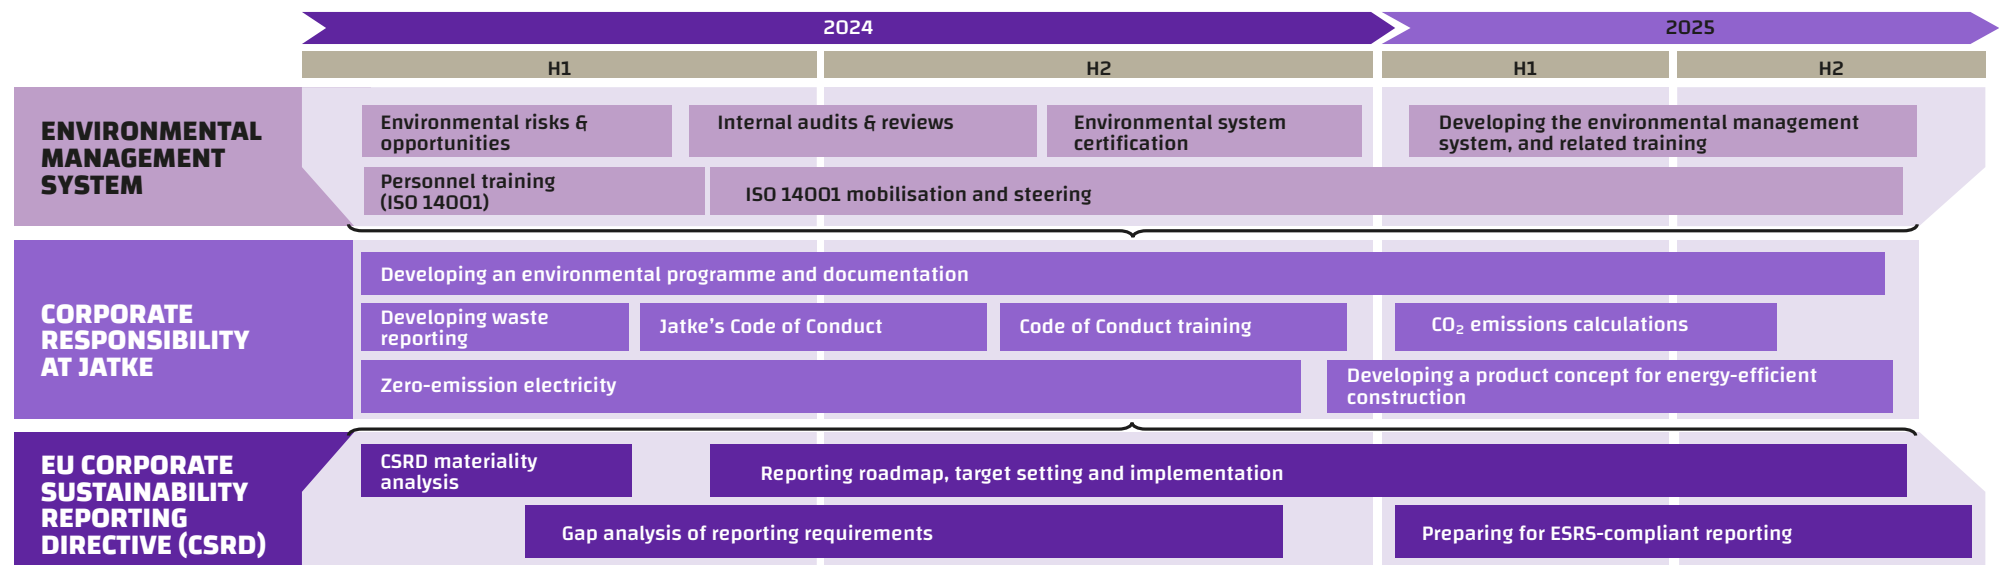 2024
2025
H1
H2
H1
H2
ENVIRONMENTAL
MANAGEMENT
SYSTEM
Environmental risks &
opportunities
Internal audits & reviews
Environmental system
certification
Developing the environmental management
system, and related training
Personnel training
(ISO 14001)
ISO 14001 mobilisation and steering
CORPORATE
RESPONSIBILITY
AT JATKE
Developing an environmental programme and documentation
Developing waste
reporting
Jatke’s Code of Conduct
Code of Conduct training
CO₂ emissions calculations
Zero-emission electricity
Developing a product concept for energy-efficient
construction
EU CORPORATE
SUSTAINABILITY
REPORTING
DIRECTIVE (CSRD)
CSRD materiality
analysis
Reporting roadmap, target setting and implementation
Gap analysis of reporting requirements
Preparing for ESRS-compliant reporting